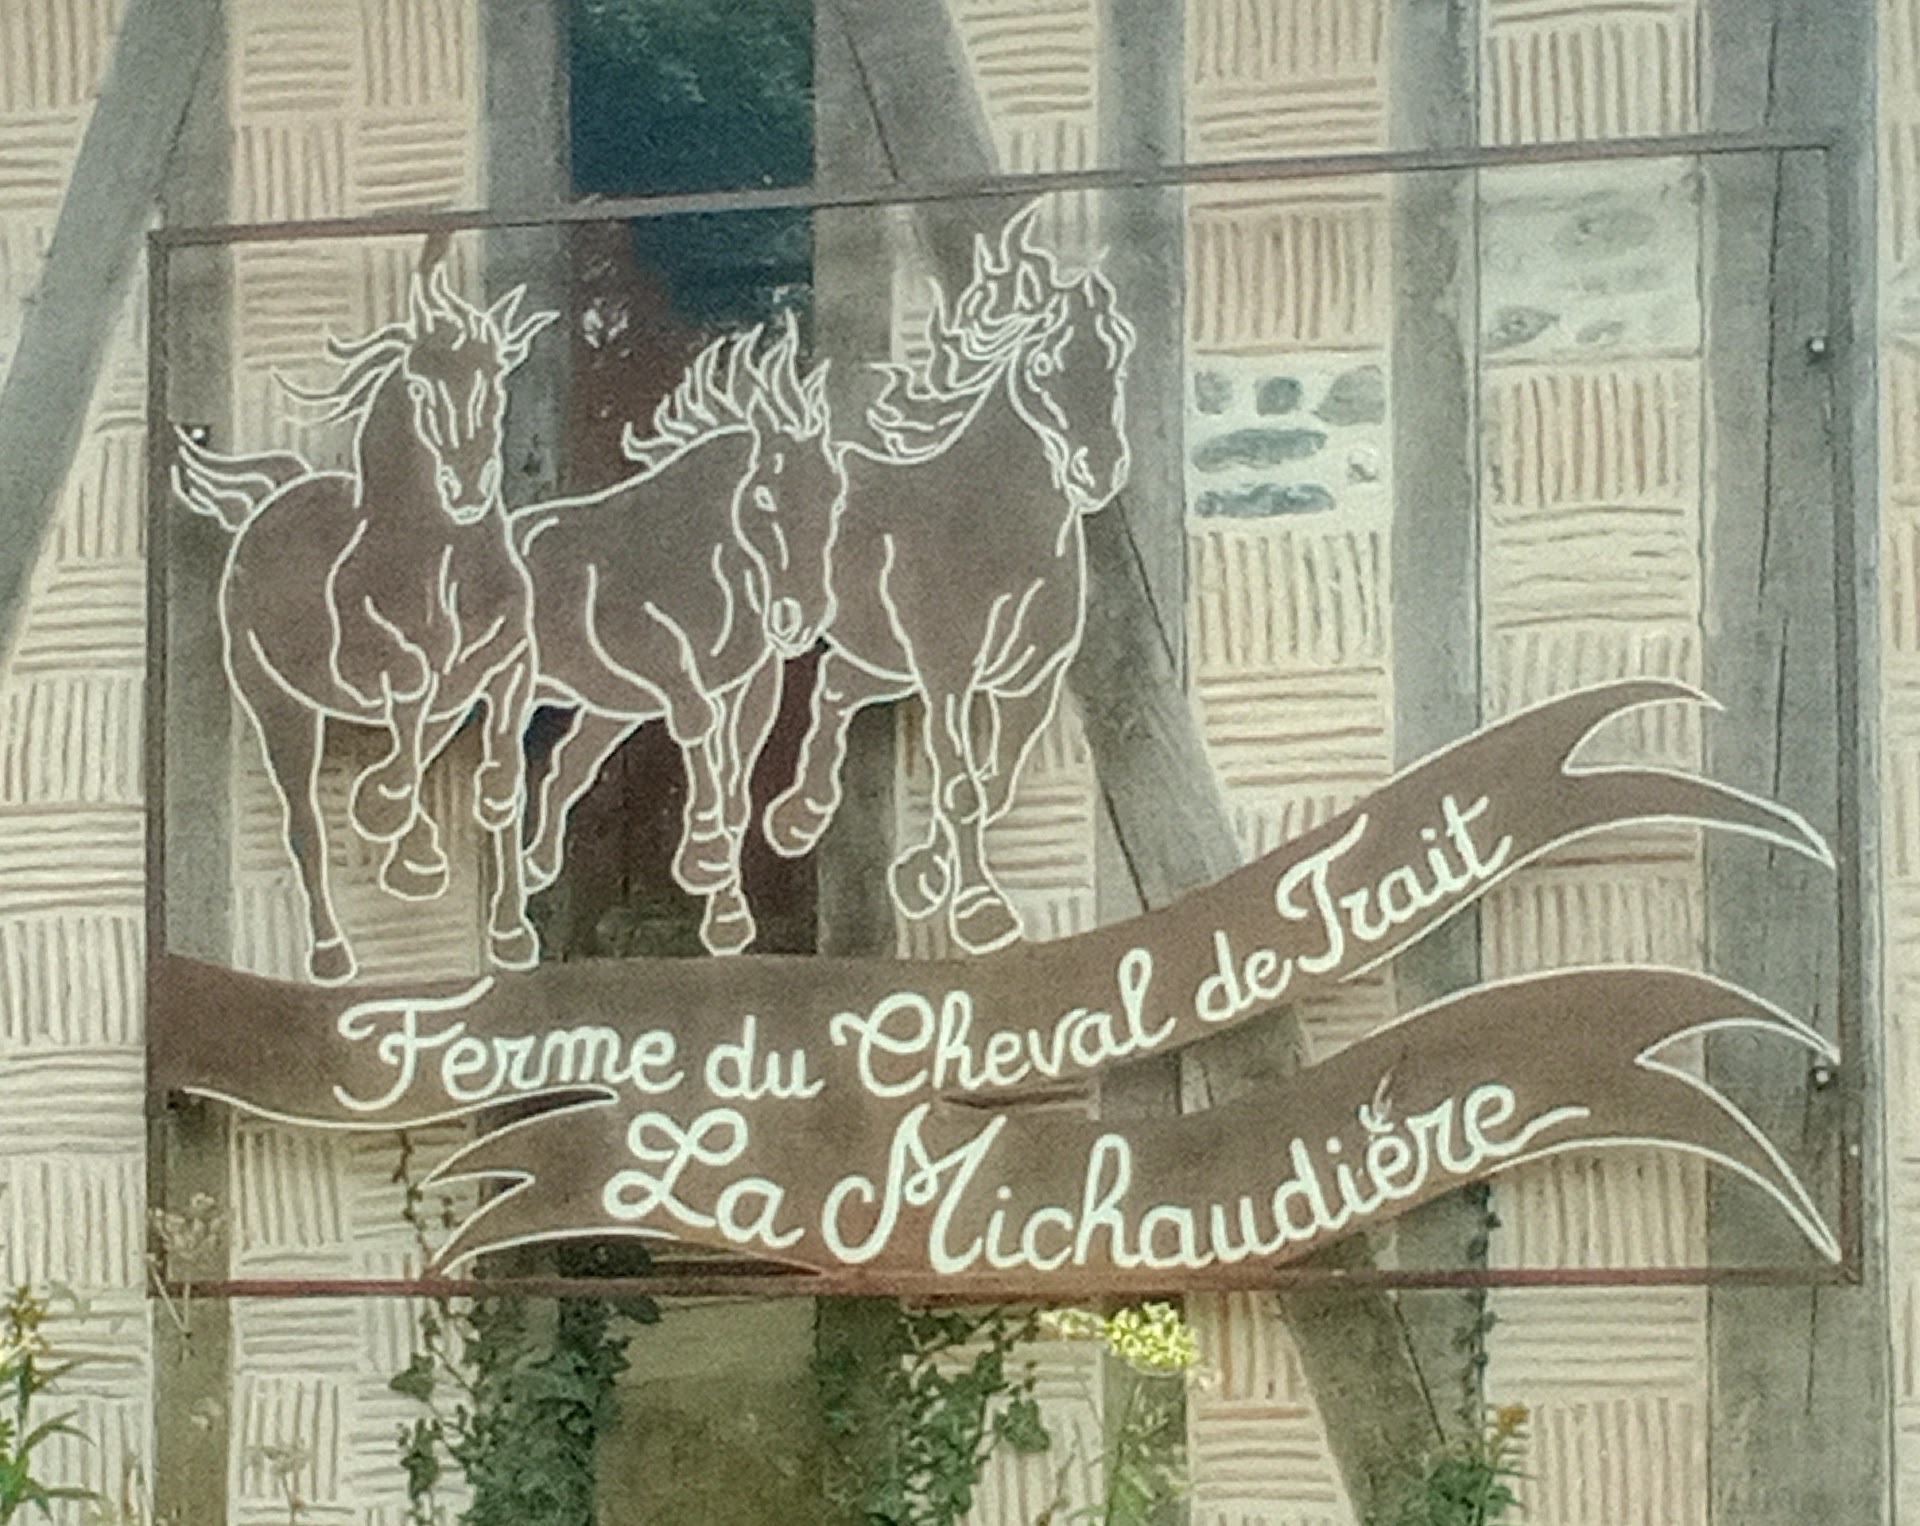 Ferme du Cheval de Trait
La Michaudière